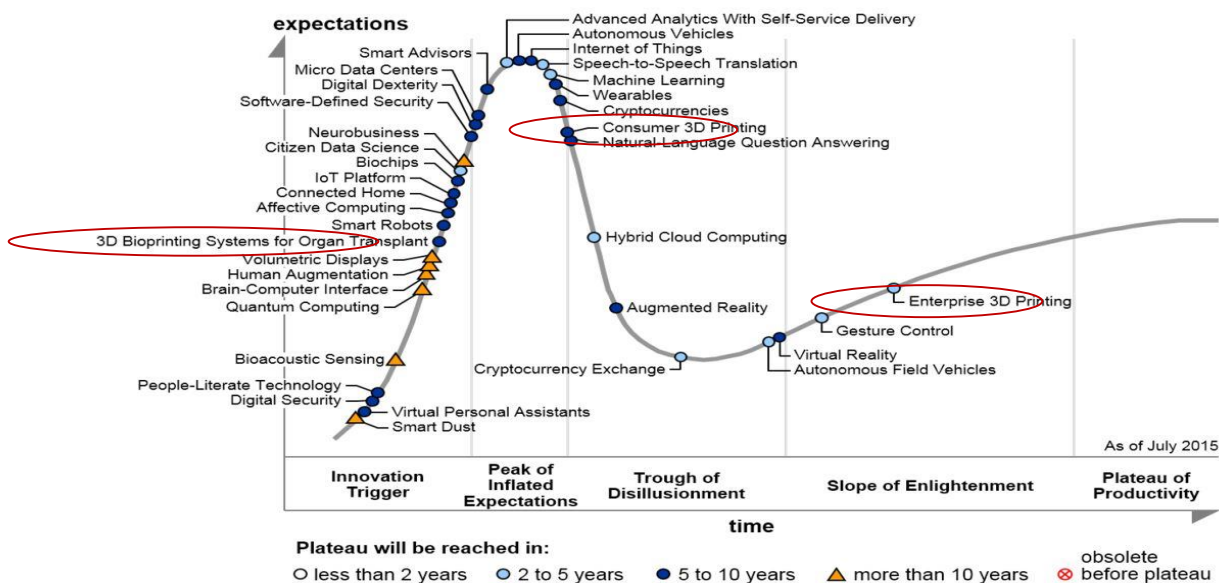 expectations
Advanced Analytics With Self-Service Delivery
Autonomous Vehicles
Internet of Things
Speech-to-Speech Translation
Machine Learning
Wearables
Cryptocurrencies
Consumer 3D Printing
Natural-Language Question Answering
Smart Advisors
Micro Data Centers
Digital Dexterity
Software-Defined Security
Neurobusiness
Citizen Data Science
Biochips
IoT Platform
Connected Home
Affective Computing
Smart Robots
3D Bioprinting Systems for Organ Transplant
Volumetric Displays
Human Augmentation
Brain-Computer Interface
Quantum Computing
Bioacoustic Sensing
People-Literate Technology
Digital Security
Virtual Personal Assistants
Smart Dust
Hybrid Cloud Computing
Augmented Reality
Cryptocurrency Exchange
Enterprise 3D Printing
Gesture Control
Virtual Reality
Autonomous Field Vehicles
As of July 2015
Innovation
Trigger
Peak of
Inflated
Expectations
Trough of
Disillusionment
Slope of Enlightenment
Plateau of
Productivity
time
Plateau will be reached in:
less than 2 years
2 to 5 years
5 to 10 years
more than 10 years
obsolete
before plateau